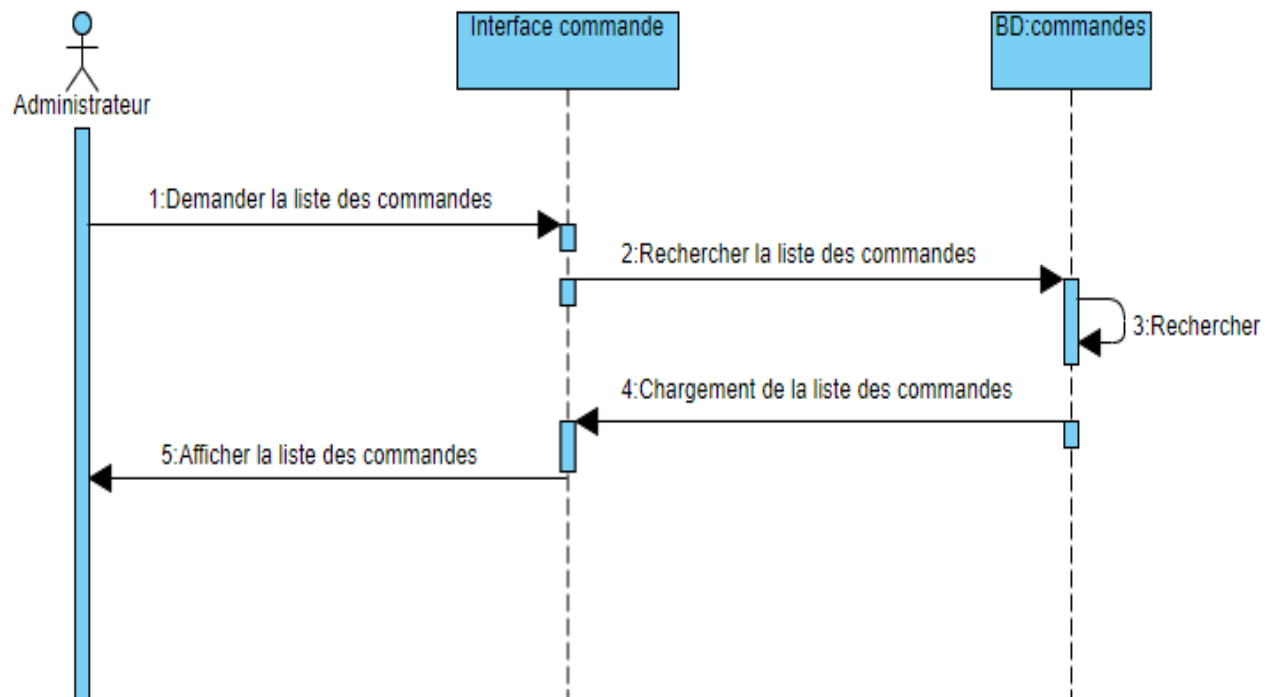 Interface commande
BD:commandes
Administrateur
1:Demander la liste des commandes
2:Rechercher la liste des commandes
3:Rechercher
4:Chargement de la liste des commandes
5:Afficher la liste des commandes